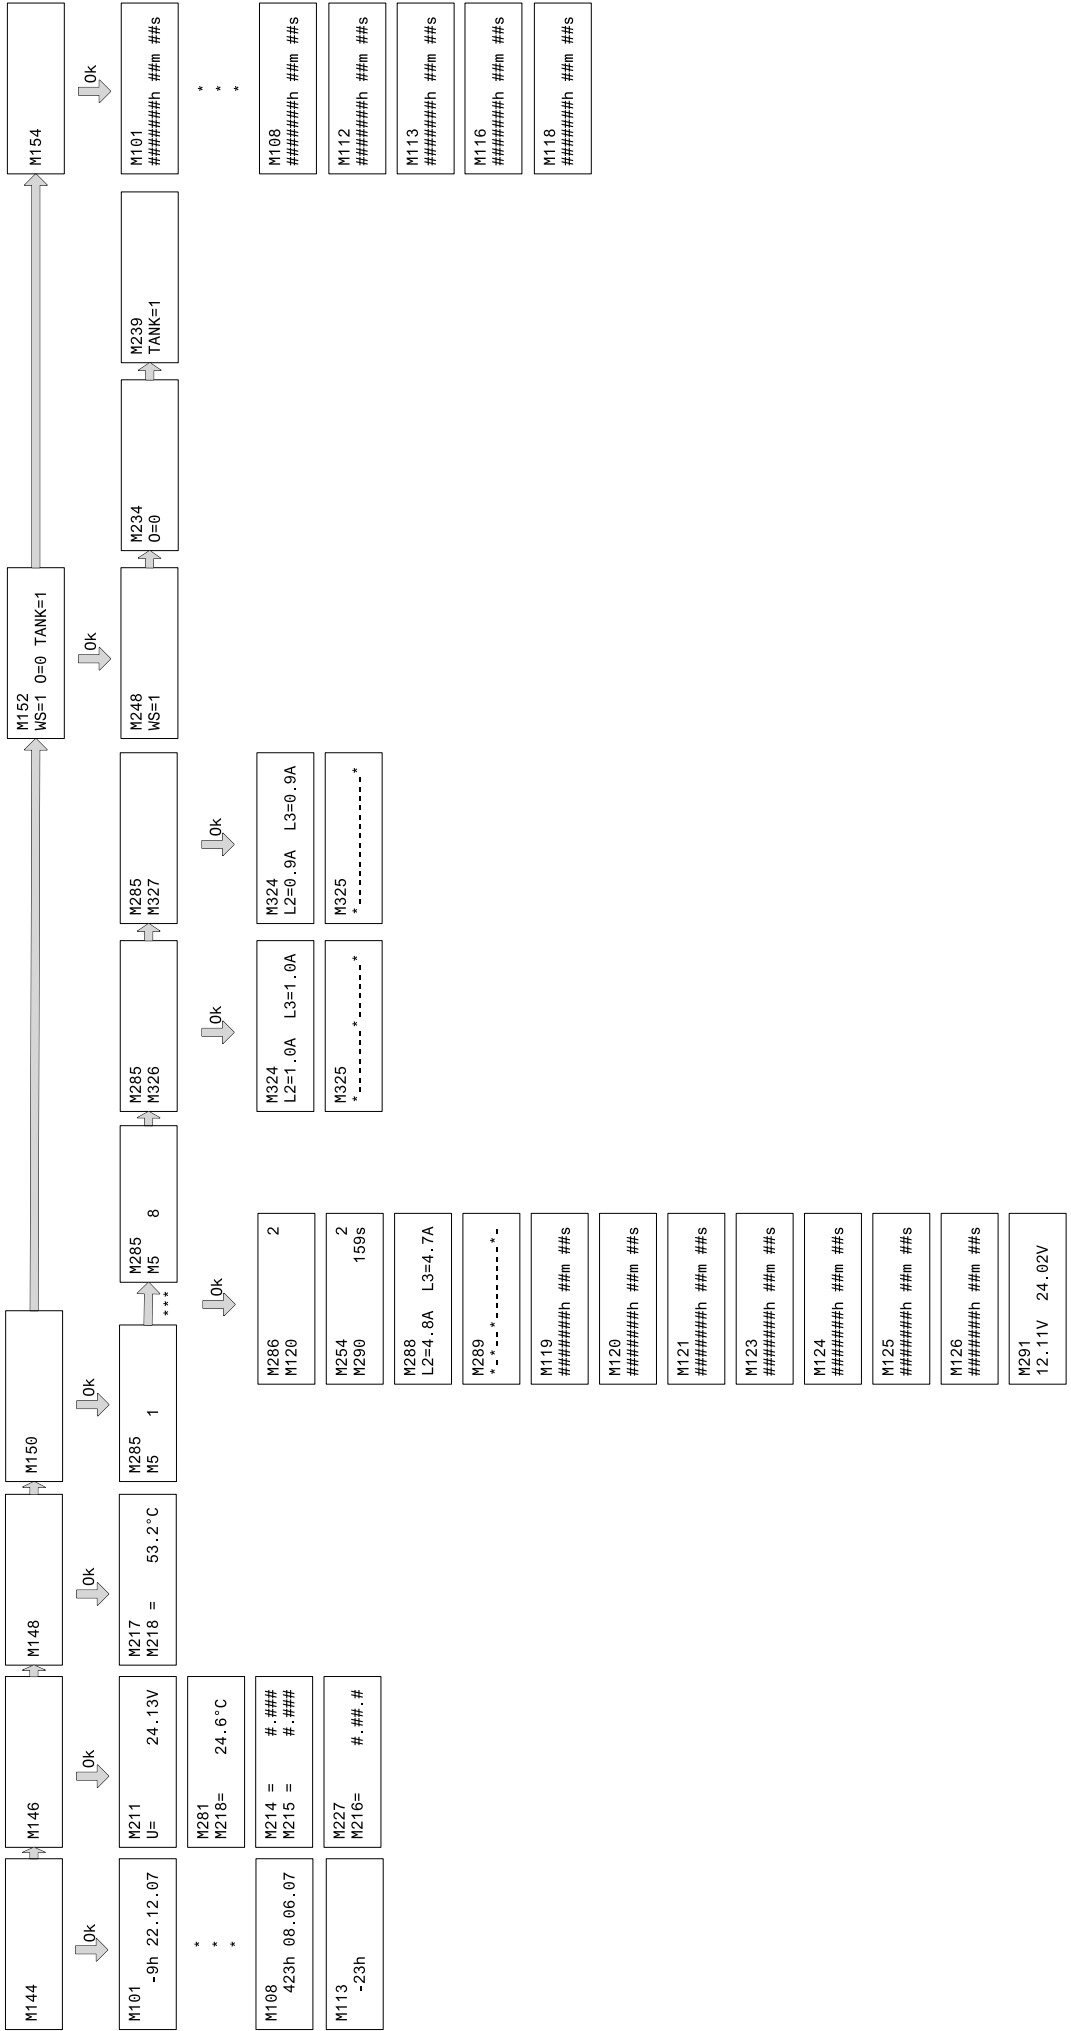 M144
M146
M148
M150
M152
WS=1 O=0 TANK=1
M154
Ok
Ok
Ok
Ok
Ok
Ok
M101
-9h 22.12.07
*
*
*
M108
423h 08.06.07
M113
-23h
M211
U= 24.13V
M281
M218= 24.6°C
M214 = #.###
M215 = #.###
M227
M216= #.##.#
M217
M218 = 53.2°C
M285
M5 1
***
M285
M5 8
Ok
M286 2
M120
M254 2
M290 159s
M288
L2=4.8A L3=4.7A
M289
*-*--*----------*-
M119
#######h ##m ##s
M120
#######h ##m ##s
M121
#######h ##m ##s
M123
#######h ##m ##s
M124
#######h ##m ##s
M125
#######h ##m ##s
M126
#######h ##m ##s
M291
12.11V 24.02V
M285
M326
Ok
M324
L2=1.0A L3=1.0A
M325
*--------*-------*
M285
M327
Ok
M324
L2=0.9A L3=0.9A
M325
*----------------*
M248
WS=1
M234
O=0
M239
TANK=1
M101
#######h ##m ##s
*
*
*
M108
#######h ##m ##s
M112
#######h ##m ##s
M113
#######h ##m ##s
M116
#######h ##m ##s
M118
#######h ##m ##s